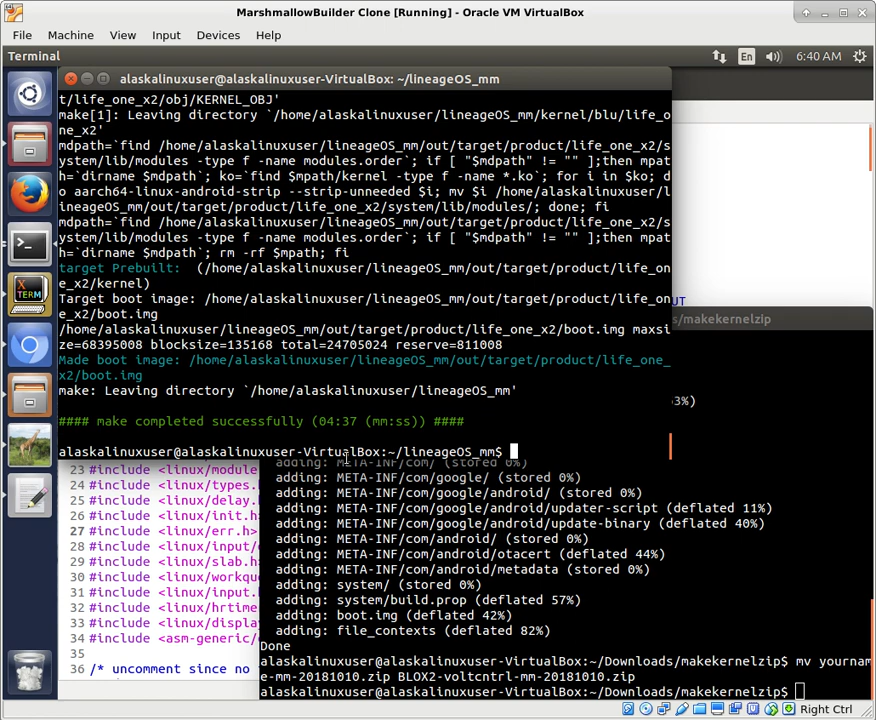 MarshmallowBuilder Clone [Running] - Oracle VM VirtualBox
File Machine View Input Devices Help
Terminal En 6:40 AM
alaskalinuxuser@alaskalinuxuser-VirtualBox: ~/lineageOS_mm
t/life_one_x2/obj/KERNEL_OBJ'
make[1]: Leaving directory `/home/alaskalinuxuser/lineageOS_mm/kernel/blu/life_o
ne_x2'
mdpath=`find /home/alaskalinuxuser/lineageOS_mm/out/target/product/life_one_x2/s
ystem/lib/modules -type f -name modules.order`; if [ "$mdpath" != "" ];then mpat
h=`dirname $mdpath`; ko=`find $mpath/kernel -type f -name *.ko`; for i in $ko; d
o aarch64-linux-android-strip --strip-unneeded $i; mv $i /home/alaskalinuxuser/l
ineageOS_mm/out/target/product/life_one_x2/system/lib/modules/; done; fi
mdpath=`find /home/alaskalinuxuser/lineageOS_mm/out/target/product/life_one_x2/s
ystem/lib/modules -type f -name modules.order`; if [ "$mdpath" != "" ];then mpat
h=`dirname $mdpath`; rm -rf $mpath; fi
target Prebuilt:  (/home/alaskalinuxuser/lineageOS_mm/out/target/product/life_on
e_x2/kernel)
Target boot image: /home/alaskalinuxuser/lineageOS_mm/out/target/product/life_on
e_x2/boot.img
/home/alaskalinuxuser/lineageOS_mm/out/target/product/life_one_x2/boot.img maxsi
ze=68395008 blocksize=135168 total=24705024 reserve=811008
Made boot image: /home/alaskalinuxuser/lineageOS_mm/out/target/product/life_one_
x2/boot.img
make: Leaving directory `/home/alaskalinuxuser/lineageOS_mm'
#### make completed successfully (04:37 (mm:ss)) ####
alaskalinuxuser@alaskalinuxuser-VirtualBox:~/lineageOS_mm$
UT
s/makekernelzip
53%)
adding: META-INF/com/ (stored 0%)
adding: META-INF/com/google/ (stored 0%)
adding: META-INF/com/google/android/ (stored 0%)
adding: META-INF/com/google/android/updater-script (deflated 11%)
adding: META-INF/com/google/android/update-binary (deflated 40%)
adding: META-INF/com/android/ (stored 0%)
adding: META-INF/com/android/otacert (deflated 44%)
adding: META-INF/com/android/metadata (deflated 50%)
adding: system/ (stored 0%)
adding: system/build.prop (deflated 57%)
adding: boot.img (deflated 42%)
adding: file_contexts (deflated 82%)
Done
alaskalinuxuser@alaskalinuxuser-VirtualBox:~/Downloads/makekernelzip$ mv yournam
e-mm-20181010.zip BLOX2-voltcntrl-mm-20181010.zip
alaskalinuxuser@alaskalinuxuser-VirtualBox:~/Downloads/makekernelzip$
23 #include <linux/module
24 #include <linux/types.
25 #include <linux/delay.
26 #include <linux/init.h
27 #include <linux/err.h>
28 #include <linux/input/
29 #include <linux/slab.h
30 #include <linux/workqu
31 #include <linux/input.
32 #include <linux/hrtime
33 #include <linux/displa
34 #include <asm-generic/
35
36 /* uncomment since no
XTERM
Right Ctrl